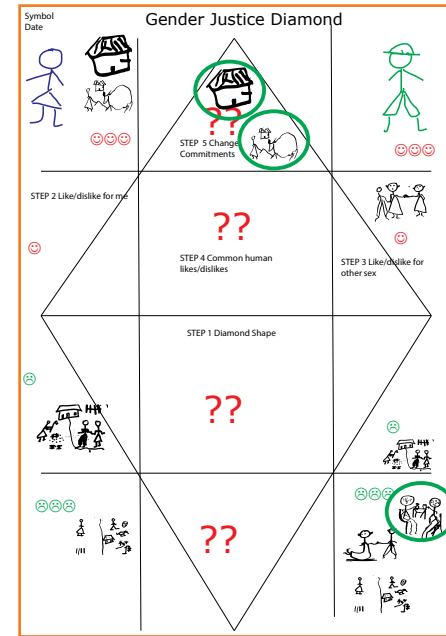 Symbol
Date
Gender Justice Diamond
??
STEP 5 Change
Commitments
STEP 2 Like/dislike for me
??
STEP 4 Common human
likes/dislikes
STEP 3 Like/dislike for
other sex
STEP 1 Diamond Shape
??
??